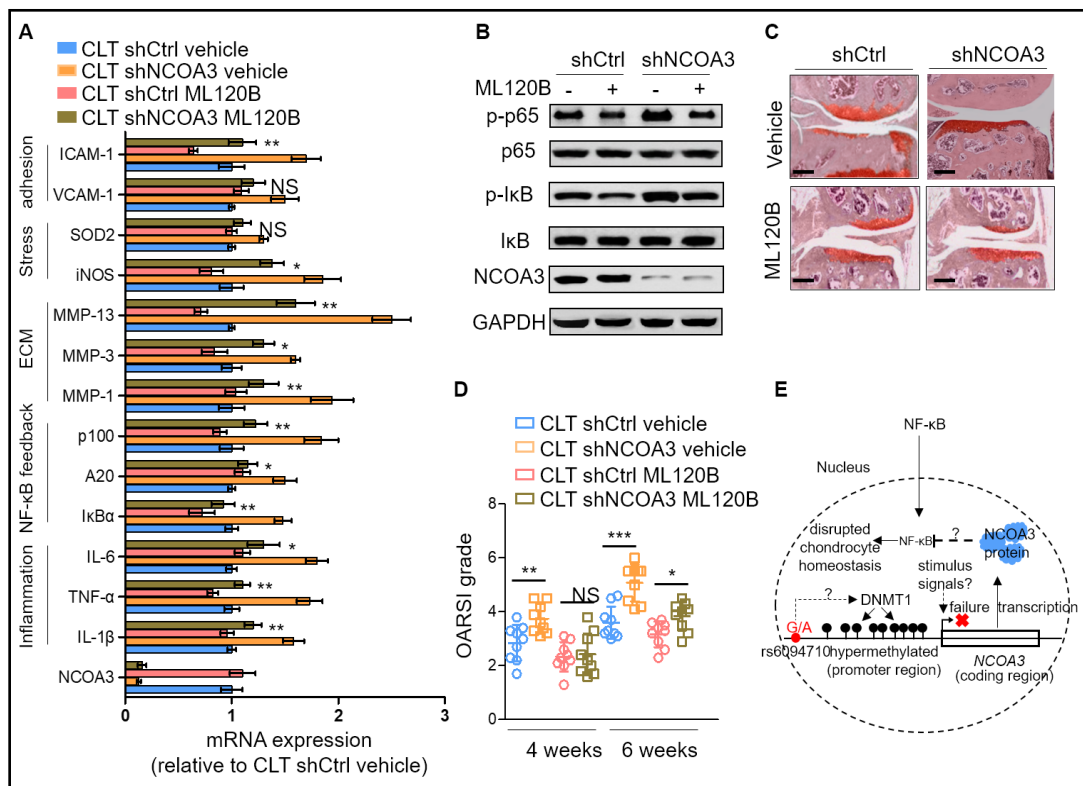 A
CLT shCtrl vehicle
CLT shNCOA3 vehicle
CLT shCtrl ML120B
CLT shNCOA3 ML120B
adhesion
ICAM-1
**
VCAM-1
NS
Stress
SOD2
NS
iNOS
*
ECM
MMP-13
**
MMP-3
*
MMP-1
**
NF-κB feedback
p100
**
A20
*
IκBα
**
Inflammation
IL-6
*
TNF-α
**
IL-1β
**
NCOA3
0 1 2 3
mRNA expression
(relative to CLT shCtrl vehicle)
B
shCtrl shNCOA3
ML120B - + - +
p-p65
p65
p-IκB
IκB
NCOA3
GAPDH
C
shCtrl shNCOA3
Vehicle
ML120B
D
CLT shCtrl vehicle
CLT shNCOA3 vehicle
CLT shCtrl ML120B
CLT shNCOA3 ML120B
OARSI grade
8
6
4
2
0
** NS *** *
4 weeks 6 weeks
E
NF-κB
Nucleus
disrupted
chondrocyte
homeostasis
NF-κB
?
NCOA3
protein
stimulus
signals?
? DNMT1
failure transcription
G/A
rs6094710
hypermethylated
(promoter region)
NCOA3
(coding region)